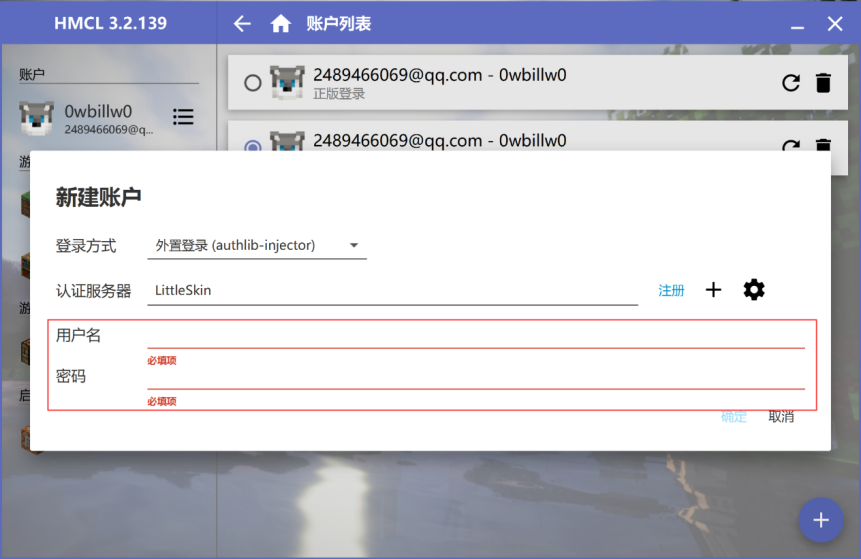 HMCL 3.2.139
账户列表
账户
0wbillw0
2489466069@q...
2489466069@qq.com - 0wbillw0
正版登录
2489466069@qq.com - 0wbillw0
游
新建账户
登录方式
外置登录 (authlib-injector)
认证服务器
LittleSkin
注册
游
用户名
必填项
密码
必填项
启
确定
取消